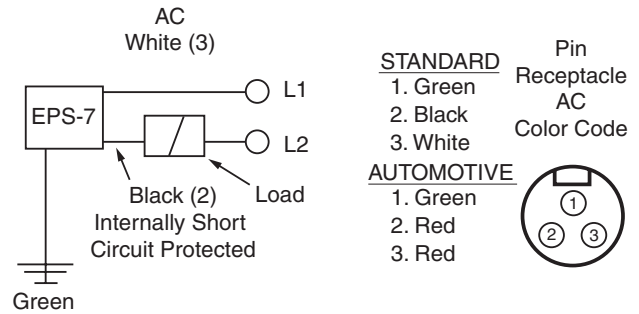 AC
White (3)
EPS-7
L1
L2
Black (2)
Internally Short
Circuit Protected
Load
Green
STANDARD
1. Green
2. Black
3. White
AUTOMOTIVE
1. Green
2. Red
3. Red
Pin
Receptacle
AC
Color Code
1
2
3